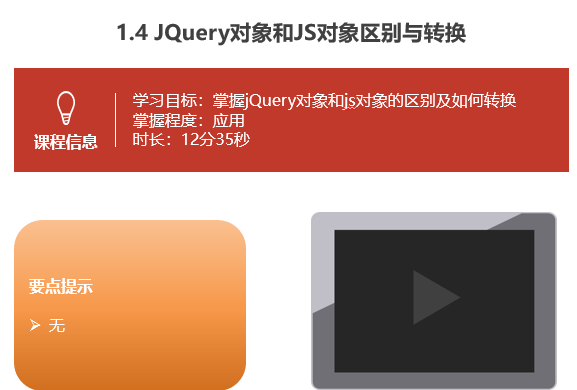 1.4 JQuery对象和JS对象区别与转换
学习目标：掌握jQuery对象和js对象的区别及如何转换
掌握程度：应用
时长：12分35秒
课程信息
要点提示
无